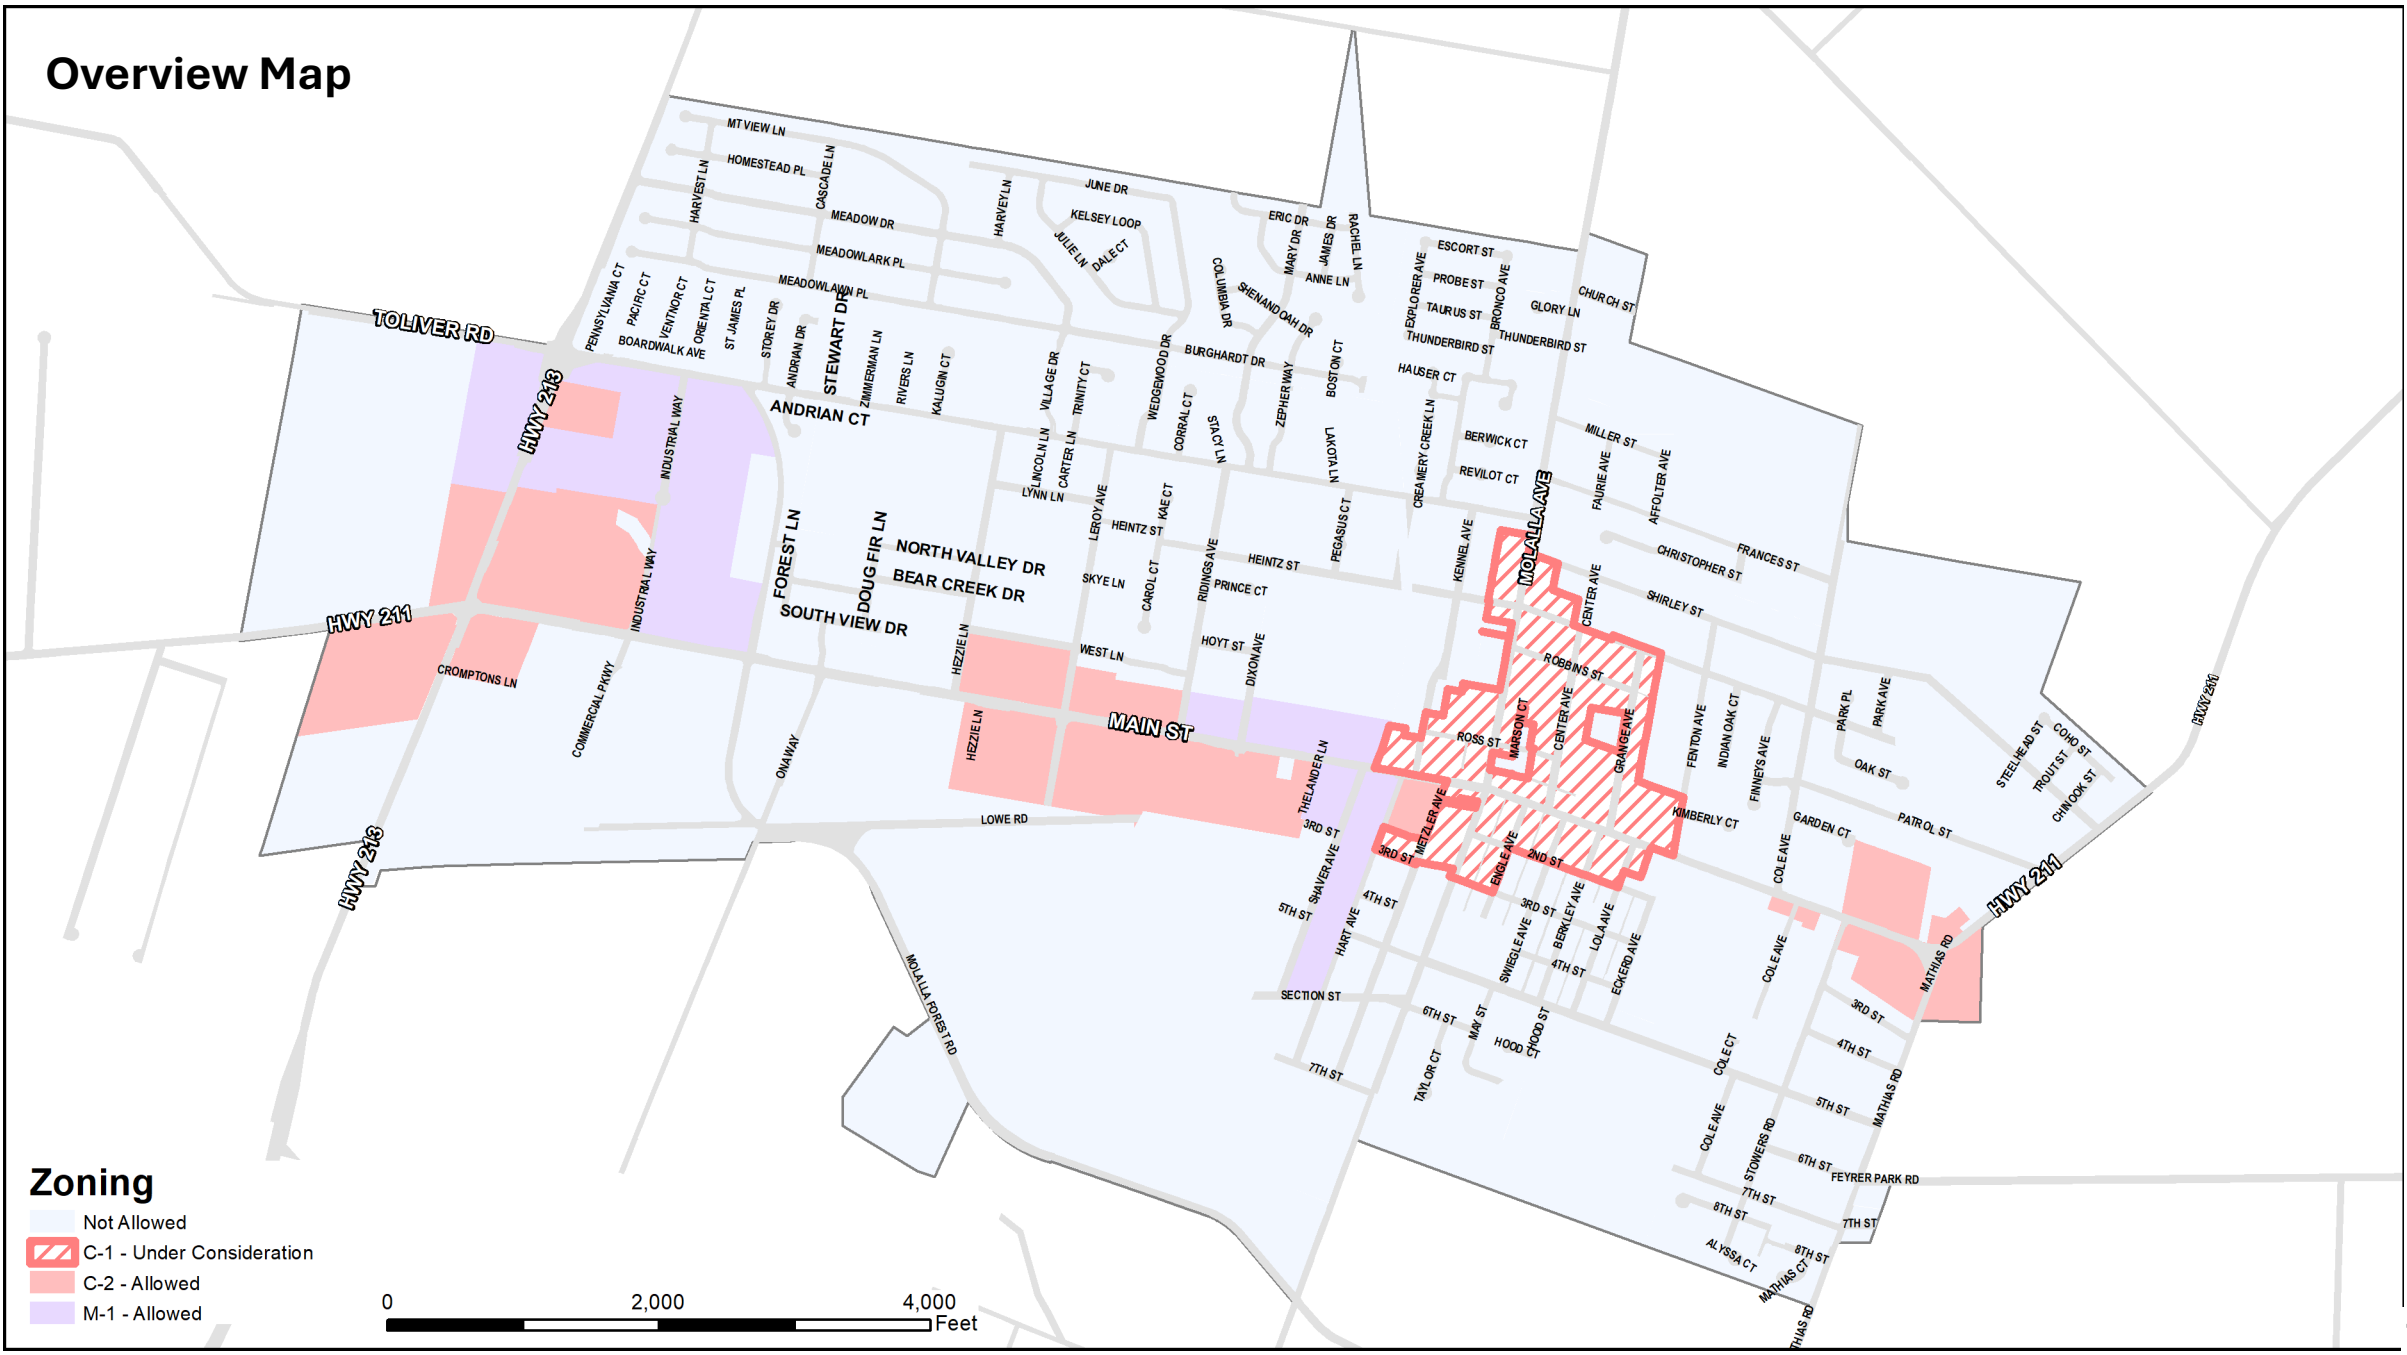 Overview Map
MT VIEW LN
HOMESTEAD PL
HARVEST LN
CASCADE LN
MEADOW DR
MEADOWLARK PL
MEADOWLAWN PL
HARVEY LN
JUNE DR
KELSEY LOOP
JULIE LN
DALE CT
ERIC DR
MARY DR
JAMES DR
RACHEL LN
ANNE LN
COLUMBIA DR
SHENANDOAH DR
ESCORT ST
PROBE ST
TAURUS ST
THUNDERBIRD ST
THUNDERBIRD ST
EXPLORER AVE
BRONCO AVE
GLORY LN
CHURCH ST
TOLIVER RD
PENNSYLVANIA CT
PACIFIC CT
VENTNOR CT
ORIENTAL CT
ST JAMES PL
BOARDWALK AVE
STOREY DR
ADRIAN DR
STEWART DR
ZIMMERMAN LN
RIVERS LN
KALUGIN CT
ANDRIAN CT
VILLAGE DR
TRINITY CT
WEDGEWOOD DR
BURGHARDT DR
CORRAL CT
STACY LN
ZEPHER WAY
BOSTON CT
LAKOTA LN
HAUSER CT
CREAMERY CREEK LN
BERWICK CT
REVILOT CT
MILLER ST
FAURIE AVE
AFFOLTER AVE
HWY 213
INDUSTRIAL WAY
LINCOLN LN
CARTER LN
LYNN LN
LEROY AVE
KAE CT
HEINTZ ST
HEINTZ ST
PEGASUS CT
KENNEL AVE
MOLALLA AVE
CHRISTOPHER ST
FRANCES ST
FOREST LN
DOUG FIR LN
NORTH VALLEY DR
BEAR CREEK DR
SOUTH VIEW DR
SKYE LN
CAROL CT
RIDINGS AVE
PRINCE CT
CENTER AVE
SHIRLEY ST
HWY 211
INDUSTRIAL WAY
HEZZIE LN
WEST LN
HOYT ST
DIXON AVE
ROBBINS ST
CROMPTONS LN
COMMERCIAL PKWY
ONAWAY
HEZZIE LN
MAIN ST
THELANDER LN
ROSS ST
MARSON CT
CENTER AVE
GRANGE AVE
FENTON AVE
INDIAN OAK CT
FINNEYS AVE
PARK PL
PARK AVE
OAK ST
STEELHEAD ST
COHO ST
TROUT ST
CHINOOK ST
HWY 211
LOWE RD
3RD ST
METZLER AVE
3RD ST
ENGLE AVE
2ND ST
KIMBERLY CT
GARDEN CT
PATROL ST
COLE AVE
HWY 211
HWY 213
SHAVER AVE
5TH ST
4TH ST
HART AVE
3RD ST
SWIEGLE AVE
BERKLEY AVE
LOLA AVE
ECKERD AVE
4TH ST
COLE AVE
MATHIAS RD
MOLALLA FOREST RD
SECTION ST
6TH ST
MAY ST
HOOD ST
HOOD CT
TAYLOR CT
7TH ST
3RD ST
4TH ST
COLE CT
5TH ST
MATHIAS RD
COLE AVE
STOWERS RD
6TH ST
FEYRER PARK RD
7TH ST
8TH ST
7TH ST
8TH ST
ALYSSA CT
MATHIAS CT
THIAS RD
Zoning
Not Allowed
C-1 - Under Consideration
C-2 - Allowed
M-1 - Allowed
0 2,000 4,000
Feet